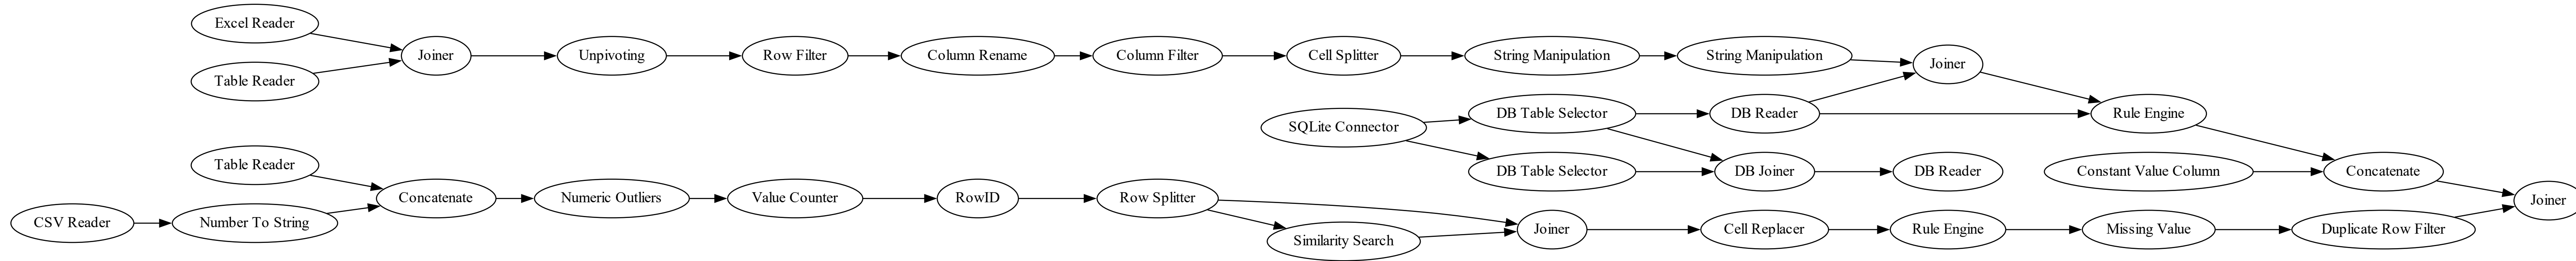 Excel Reader
Table Reader
Joiner
Unpivoting
Row Filter
Column Rename
Column Filter
Cell Splitter
String Manipulation
String Manipulation
Joiner
SQLite Connector
DB Table Selector
DB Reader
Rule Engine
DB Table Selector
DB Joiner
DB Reader
Constant Value Column
Concatenate
Joiner
Table Reader
CSV Reader
Number To String
Concatenate
Numeric Outliers
Value Counter
RowID
Row Splitter
Similarity Search
Joiner
Cell Replacer
Rule Engine
Missing Value
Duplicate Row Filter